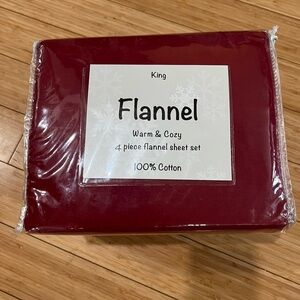 King
Flannel
Warm & Cozy
4 piece flannel sheet set
100% Cotton